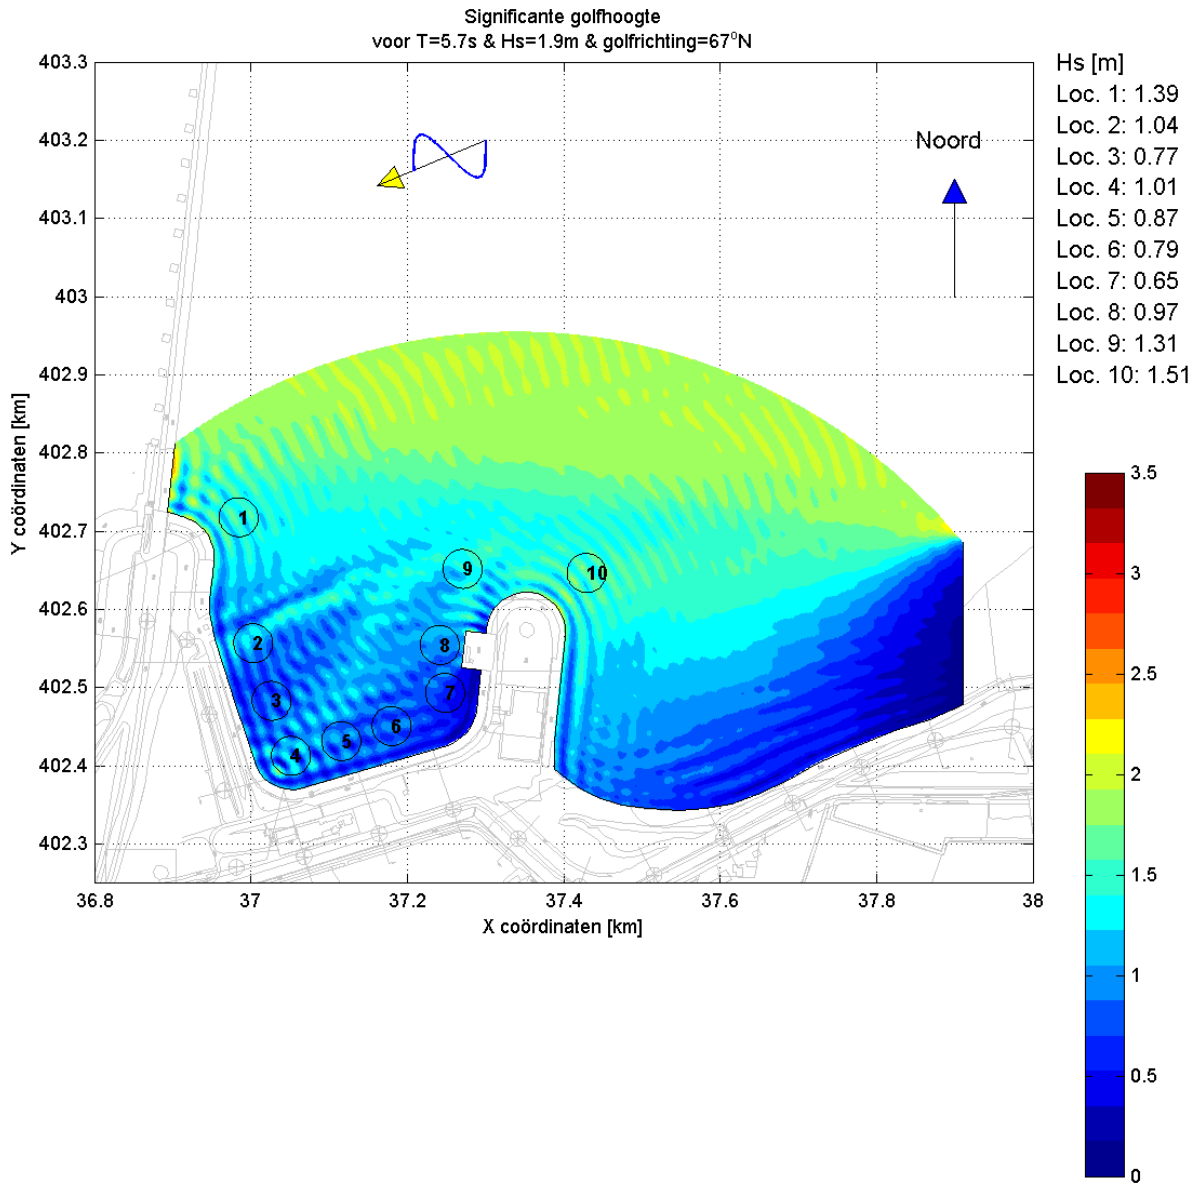 Significante golfhoogte
voor T=5.7s & Hs=1.9m & golfrichting=67⁰N
Hs [m]
Loc. 1: 1.39
Loc. 2: 1.04
Loc. 3: 0.77
Loc. 4: 1.01
Loc. 5: 0.87
Loc. 6: 0.79
Loc. 7: 0.65
Loc. 8: 0.97
Loc. 9: 1.31
Loc. 10: 1.51
Noord
403.3
403.2
403.1
403
402.9
402.8
402.7
402.6
402.5
402.4
402.3
Y coördinaten [km]
1
9
10
2
8
7
3
6
5
4
36.8 37 37.2 37.4 37.6 37.8 38
X coördinaten [km]
3.5
3
2.5
2
1.5
1
0.5
0